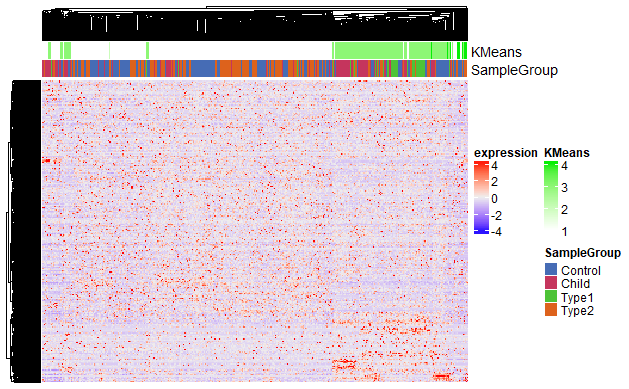 KMeans
SampleGroup
expression
4
2
0
-2
-4
KMeans
4
3
2
1
SampleGroup
Control
Child
Type1
Type2